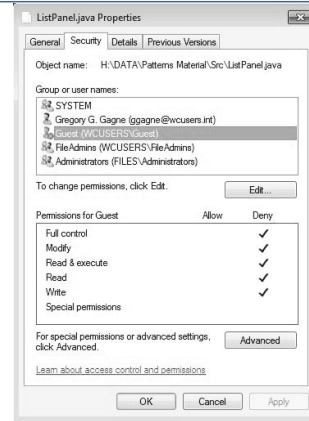 ListPanel.java Properties
General Security Details Previous Versions
Object name: H:\DATA\Patterns Material\Src\ListPanel.java
Group or user names:
SYSTEM
Gregory G. Gagne (ggagne@wcusers.int)
Guest (WCUSERS\Guest)
FileAdmins (WCUSERS\FileAdmins)
Administrators (FILES\Administrators)
To change permissions, click Edit.
Edit...
Permissions for Guest Allow Deny
Full control
Modify
Read & execute
Read
Write
Special permissions
For special permissions or advanced settings,
click Advanced.
Advanced
Learn about access control and permissions
OK Cancel Apply